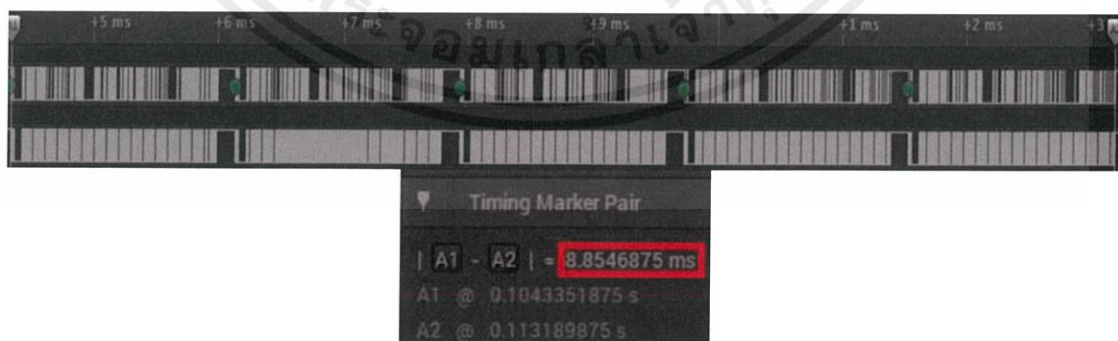 +5 ms +6 ms +7 ms +8 ms +9 ms +1 ms +2 ms +3
Timing Marker Pair
| A1 - A2 | = 8.8546875 ms
A1 @ 0.1043351875 s
A2 @ 0.113189875 s